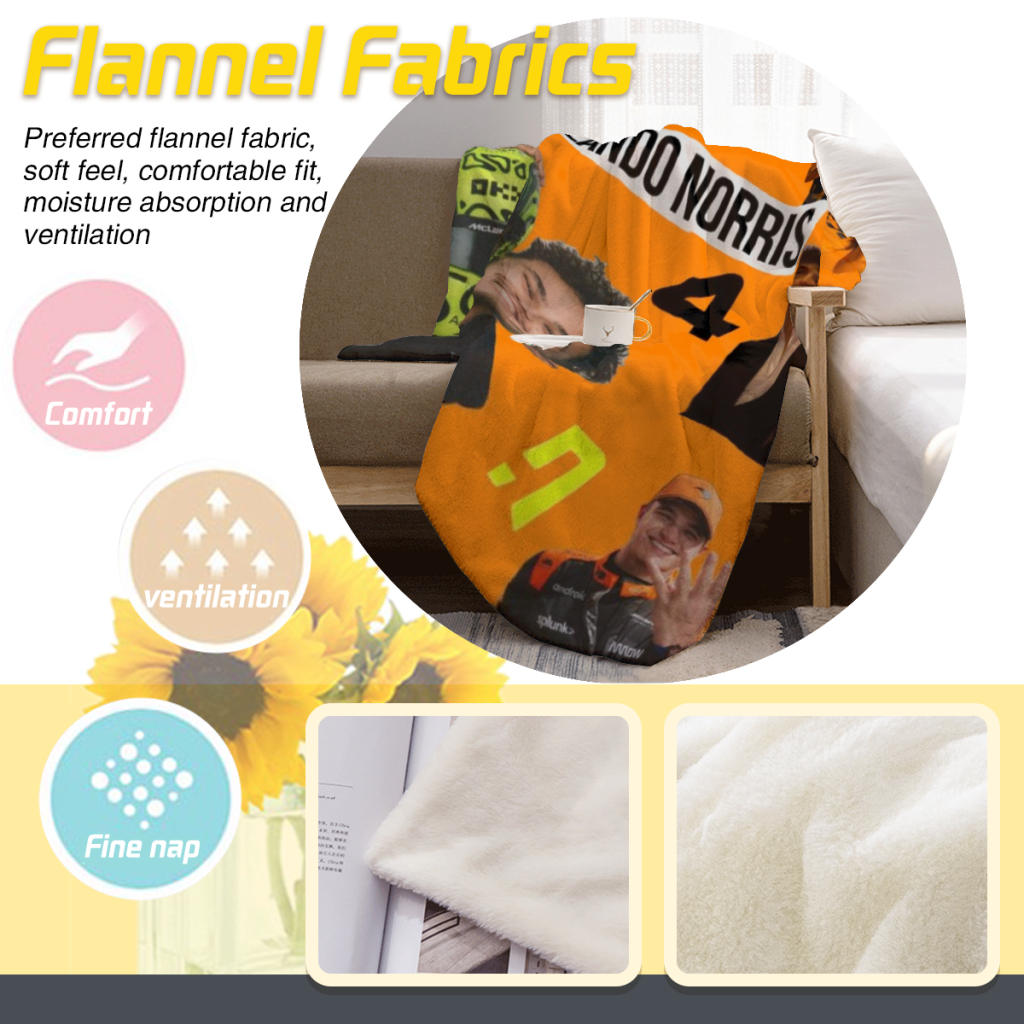 Flannel Fabrics
Preferred flannel fabric,
soft feel, comfortable fit,
moisture absorption and
ventilation
ANDO NORRIS
4
Comfort
ventilation
splunk>
Fine nap